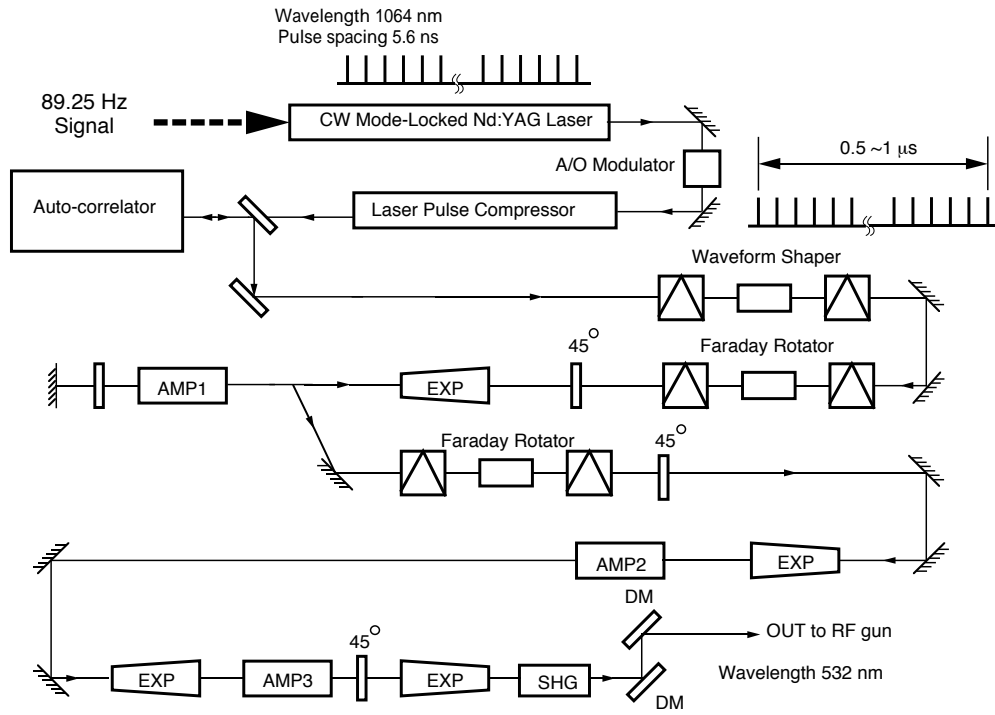 Wavelength 1064 nm
Pulse spacing 5.6 ns
89.25 Hz
Signal
CW Mode-Locked Nd:YAG Laser
A/O Modulator
0.5 ~1 μs
Auto-correlator
Laser Pulse Compressor
Waveform Shaper
45°
Faraday Rotator
AMP1
EXP
Faraday Rotator
45°
AMP2
EXP
DM
45°
OUT to RF gun
EXP
AMP3
EXP
SHG
Wavelength 532 nm
DM